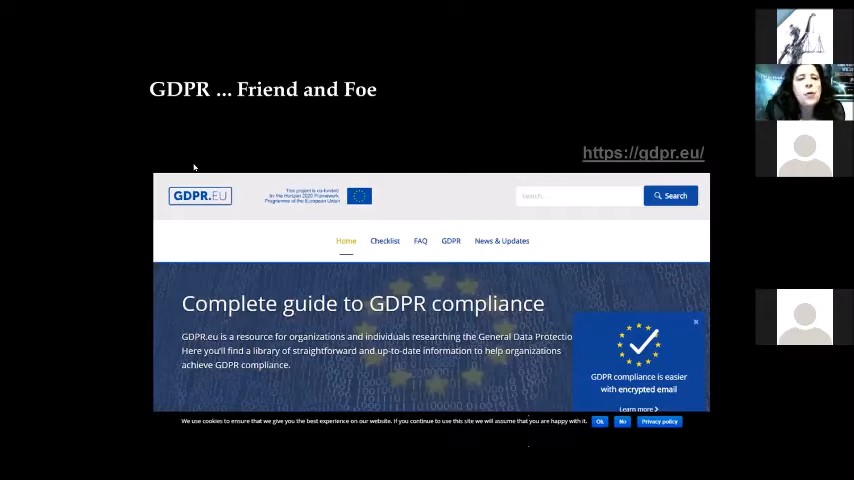 GDPR ... Friend and Foe
https://gdpr.eu/
GDPR.EU
This project is co-funded
by the Horizon 2020 Framework
Programme of the European Union
Search...
Search
Home Checklist FAQ GDPR News & Updates
Complete guide to GDPR compliance
GDPR.eu is a resource for organizations and individuals researching the General Data Protectio
Here you'll find a library of straightforward and up-to-date information to help organizations
achieve GDPR compliance.
GDPR compliance is easier
with encrypted email
Learn more
We use cookies to ensure that we give you the best experience on our website. If you continue to use this site we will assume that you are happy with it. Ok No Privacy policy